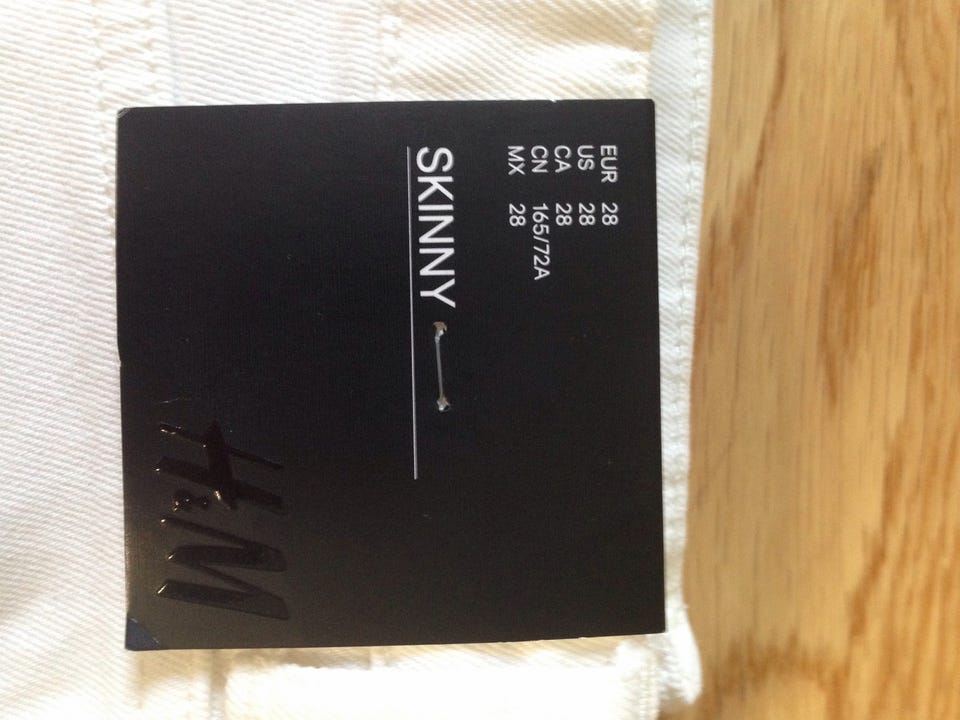 EUR 28
US 28
CA 28
CN 165/72A
MX 28
SKINNY
H&M